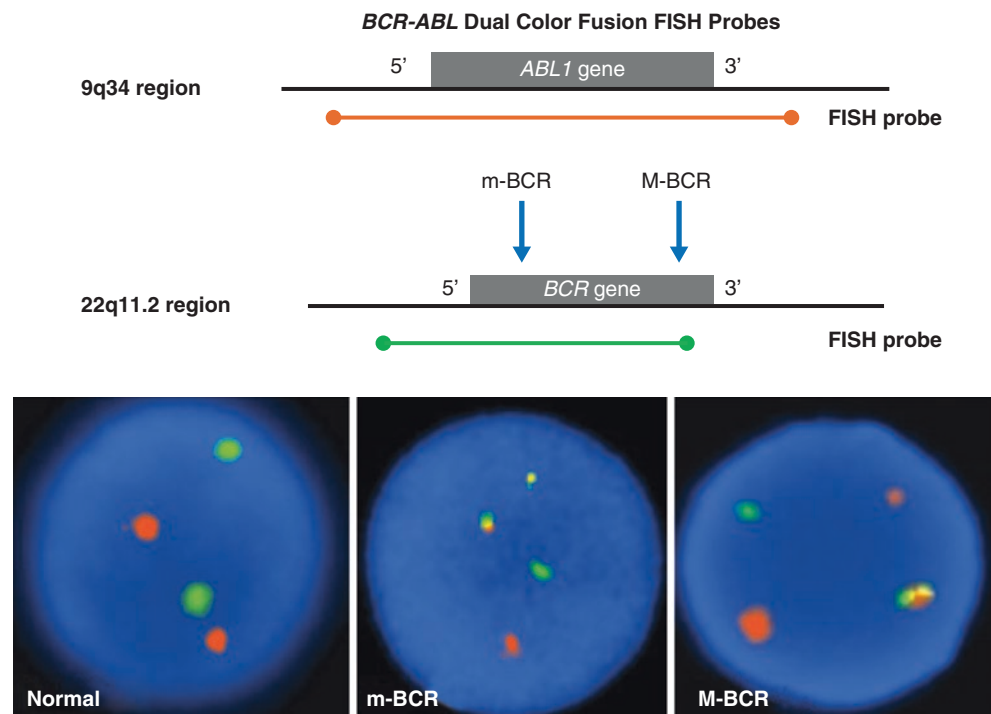 BCR-ABL Dual Color Fusion FISH Probes
5’ ABL1 gene 3’
9q34 region
FISH probe
m-BCR M-BCR
5’ BCR gene 3’
22q11.2 region
FISH probe
Normal m-BCR M-BCR